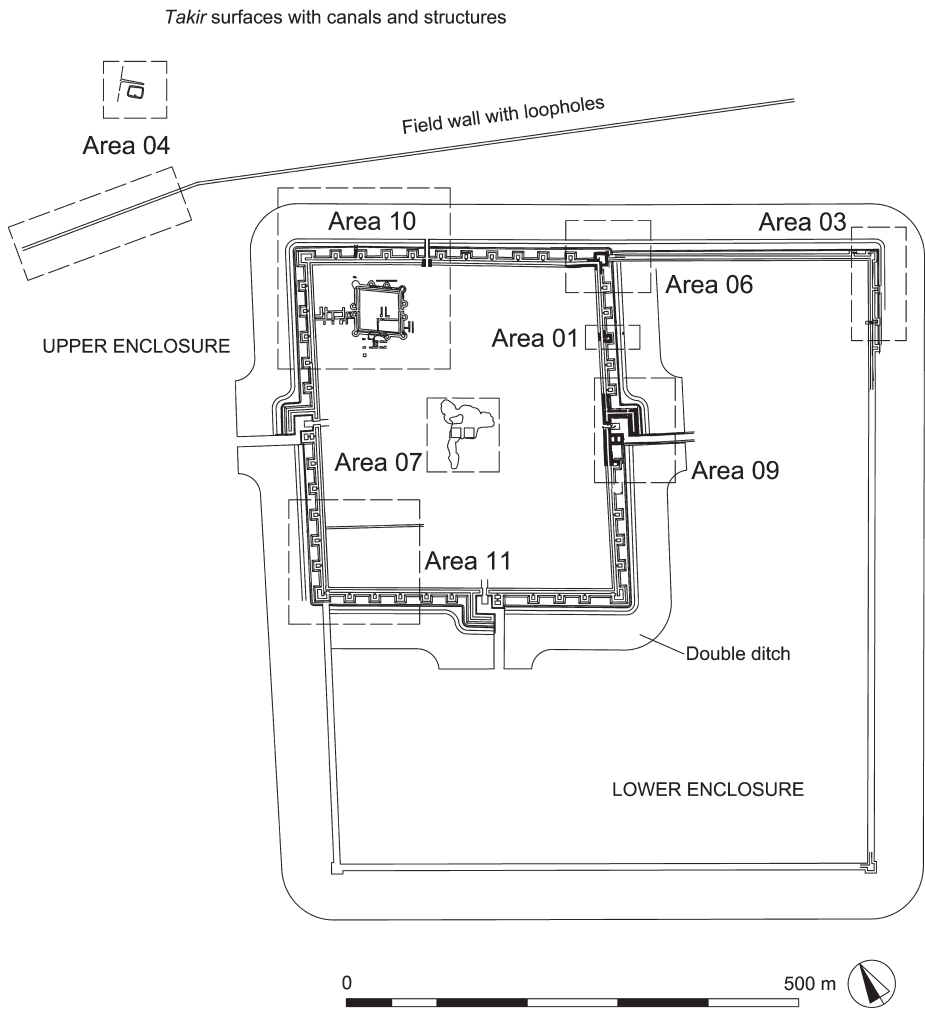 Takir surfaces with canals and structures
Field wall with loopholes
Area 04
Area 10
Area 03
Area 06
Area 01
UPPER ENCLOSURE
Area 07
Area 09
Area 11
Double ditch
LOWER ENCLOSURE
0
500 m